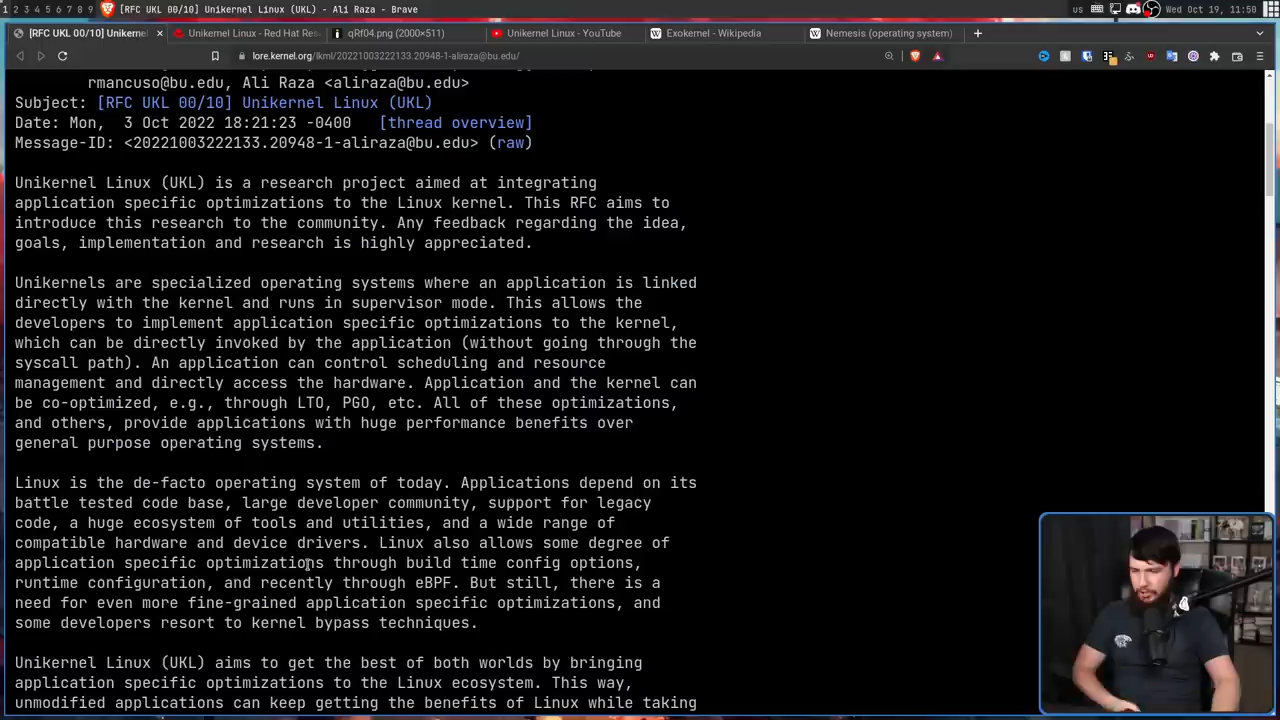 1 2 3 4 5 6 7 8 9 [RFC UKL 00/10] Unikernel Linux (UKL) - Ali Raza - Brave us Wed Oct 19, 11:50
[RFC UKL 00/10] Unikernel Unikernel Linux - Red Hat Res qRf04.png (2000×511) Unikernel Linux - YouTube Exokernel - Wikipedia Nemesis (operating system)
lore.kernel.org/lkml/20221003222133.20948-1-aliraza@bu.edu/
rmancuso@bu.edu, Ali Raza <aliraza@bu.edu>
Subject: [RFC UKL 00/10] Unikernel Linux (UKL)
Date: Mon, 3 Oct 2022 18:21:23 -0400 [thread overview]
Message-ID: <20221003222133.20948-1-aliraza@bu.edu> (raw)
Unikernel Linux (UKL) is a research project aimed at integrating
application specific optimizations to the Linux kernel. This RFC aims to
introduce this research to the community. Any feedback regarding the idea,
goals, implementation and research is highly appreciated.
Unikernels are specialized operating systems where an application is linked
directly with the kernel and runs in supervisor mode. This allows the
developers to implement application specific optimizations to the kernel,
which can be directly invoked by the application (without going through the
syscall path). An application can control scheduling and resource
management and directly access the hardware. Application and the kernel can
be co-optimized, e.g., through LTO, PGO, etc. All of these optimizations,
and others, provide applications with huge performance benefits over
general purpose operating systems.
Linux is the de-facto operating system of today. Applications depend on its
battle tested code base, large developer community, support for legacy
code, a huge ecosystem of tools and utilities, and a wide range of
compatible hardware and device drivers. Linux also allows some degree of
application specific optimizations through build time config options,
runtime configuration, and recently through eBPF. But still, there is a
need for even more fine-grained application specific optimizations, and
some developers resort to kernel bypass techniques.
Unikernel Linux (UKL) aims to get the best of both worlds by bringing
application specific optimizations to the Linux ecosystem. This way,
unmodified applications can keep getting the benefits of Linux while taking